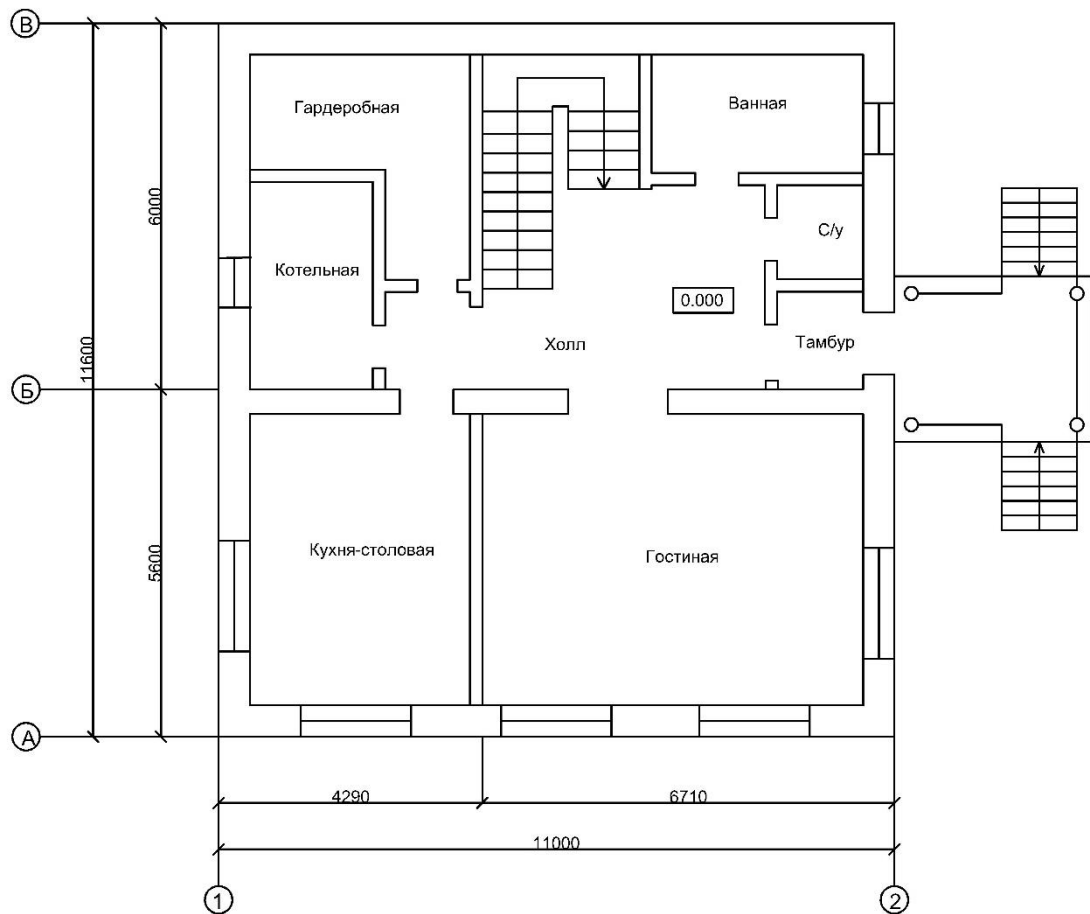 В
Гардеробная
Ванная
6000
С/у
Котельная
0.000
11600
Холл
Тамбур
Б
5600
Кухня-столовая
Гостиная
А
4290
6710
11000
1
2